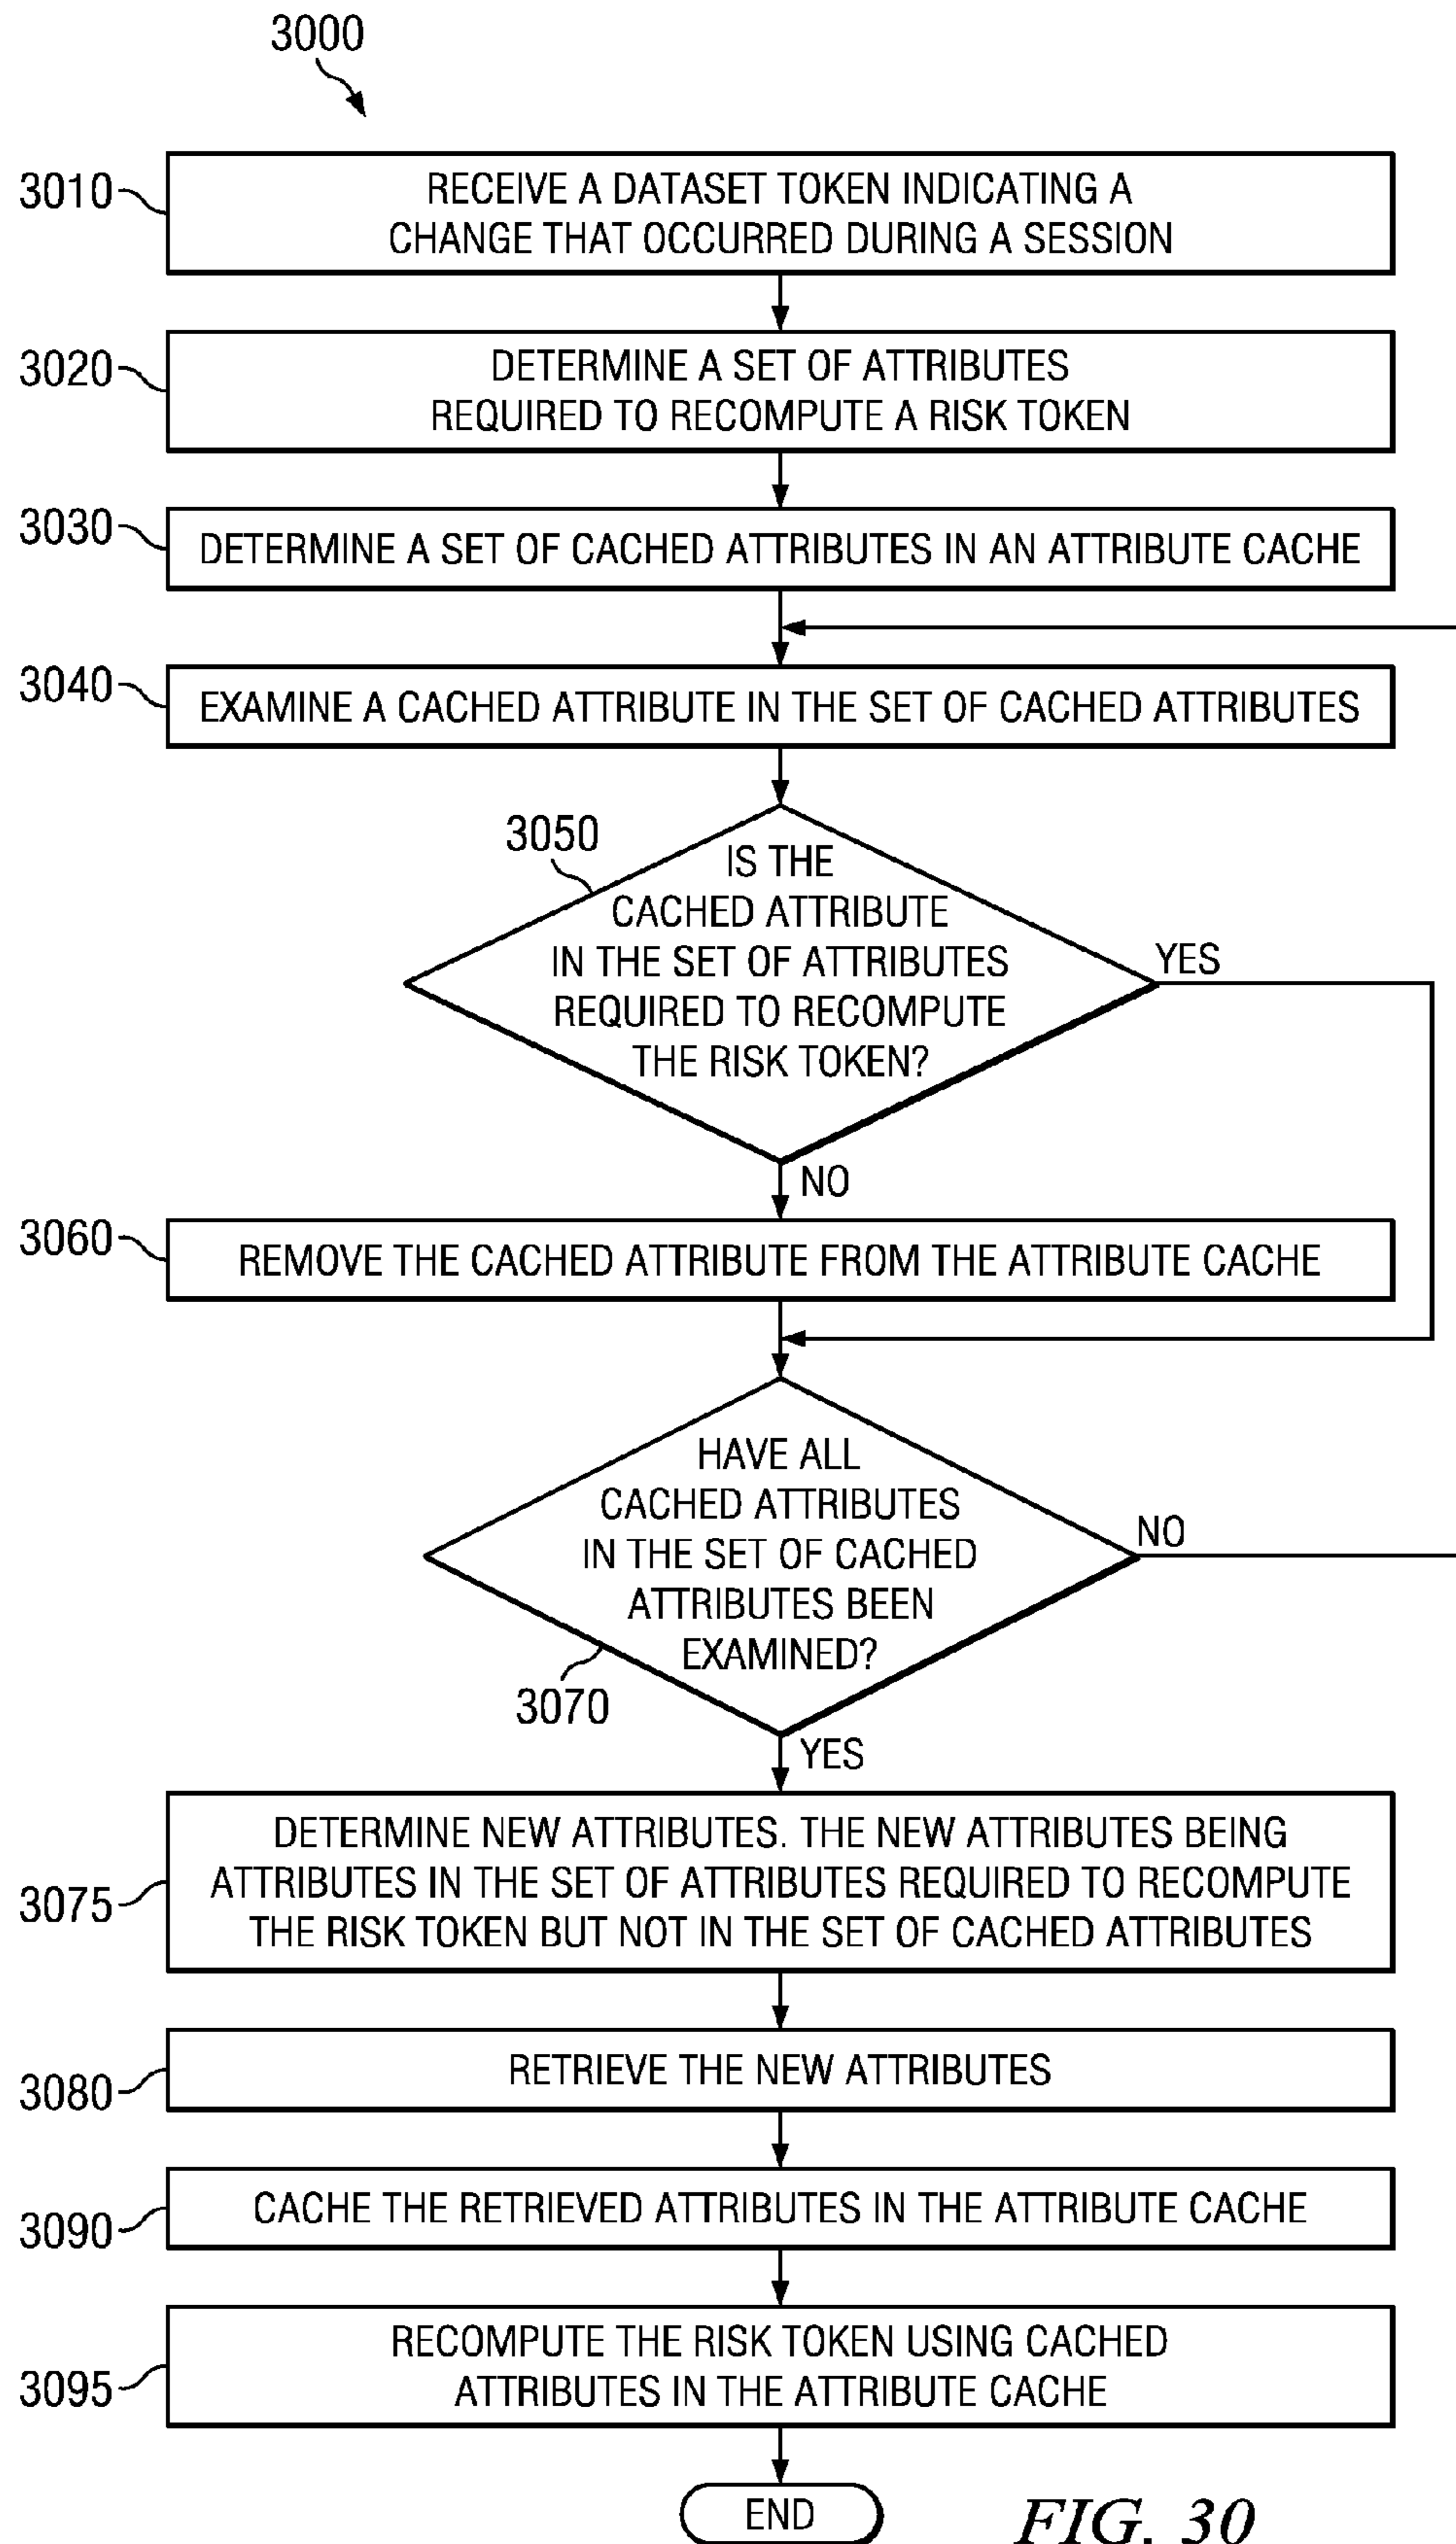 3000
3010
RECEIVE A DATASET TOKEN INDICATING A
CHANGE THAT OCCURRED DURING A SESSION
3020
DETERMINE A SET OF ATTRIBUTES
REQUIRED TO RECOMPUTE A RISK TOKEN
3030
DETERMINE A SET OF CACHED ATTRIBUTES IN AN ATTRIBUTE CACHE
3040
EXAMINE A CACHED ATTRIBUTE IN THE SET OF CACHED ATTRIBUTES
3050
IS THE
CACHED ATTRIBUTE
IN THE SET OF ATTRIBUTES
REQUIRED TO RECOMPUTE
THE RISK TOKEN?
YES
NO
3060
REMOVE THE CACHED ATTRIBUTE FROM THE ATTRIBUTE CACHE
HAVE ALL
CACHED ATTRIBUTES
IN THE SET OF CACHED
ATTRIBUTES BEEN
EXAMINED?
NO
3070
YES
3075
DETERMINE NEW ATTRIBUTES. THE NEW ATTRIBUTES BEING
ATTRIBUTES IN THE SET OF ATTRIBUTES REQUIRED TO RECOMPUTE
THE RISK TOKEN BUT NOT IN THE SET OF CACHED ATTRIBUTES
3080
RETRIEVE THE NEW ATTRIBUTES
3090
CACHE THE RETRIEVED ATTRIBUTES IN THE ATTRIBUTE CACHE
3095
RECOMPUTE THE RISK TOKEN USING CACHED
ATTRIBUTES IN THE ATTRIBUTE CACHE
END
FIG. 30